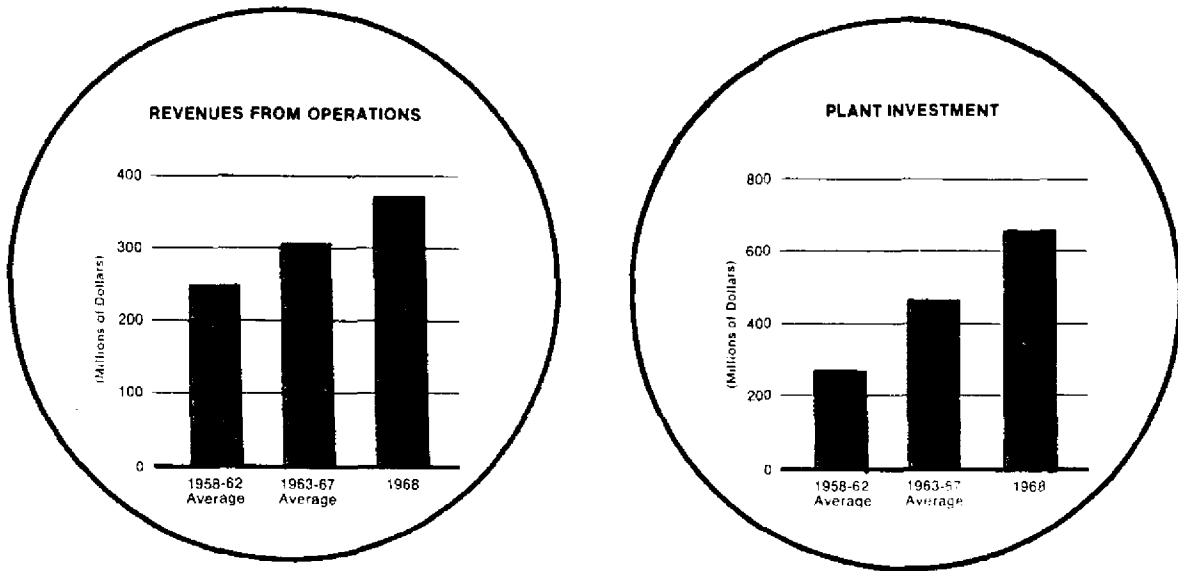 REVENUES FROM OPERATIONS
400
300
200
100
0
(Millions of Dollars)
1958-62
Average
1963-67
Average
1968
PLANT INVESTMENT
800
600
400
200
0
(Millions of Dollars)
1958-62
Average
1963-67
Average
1968